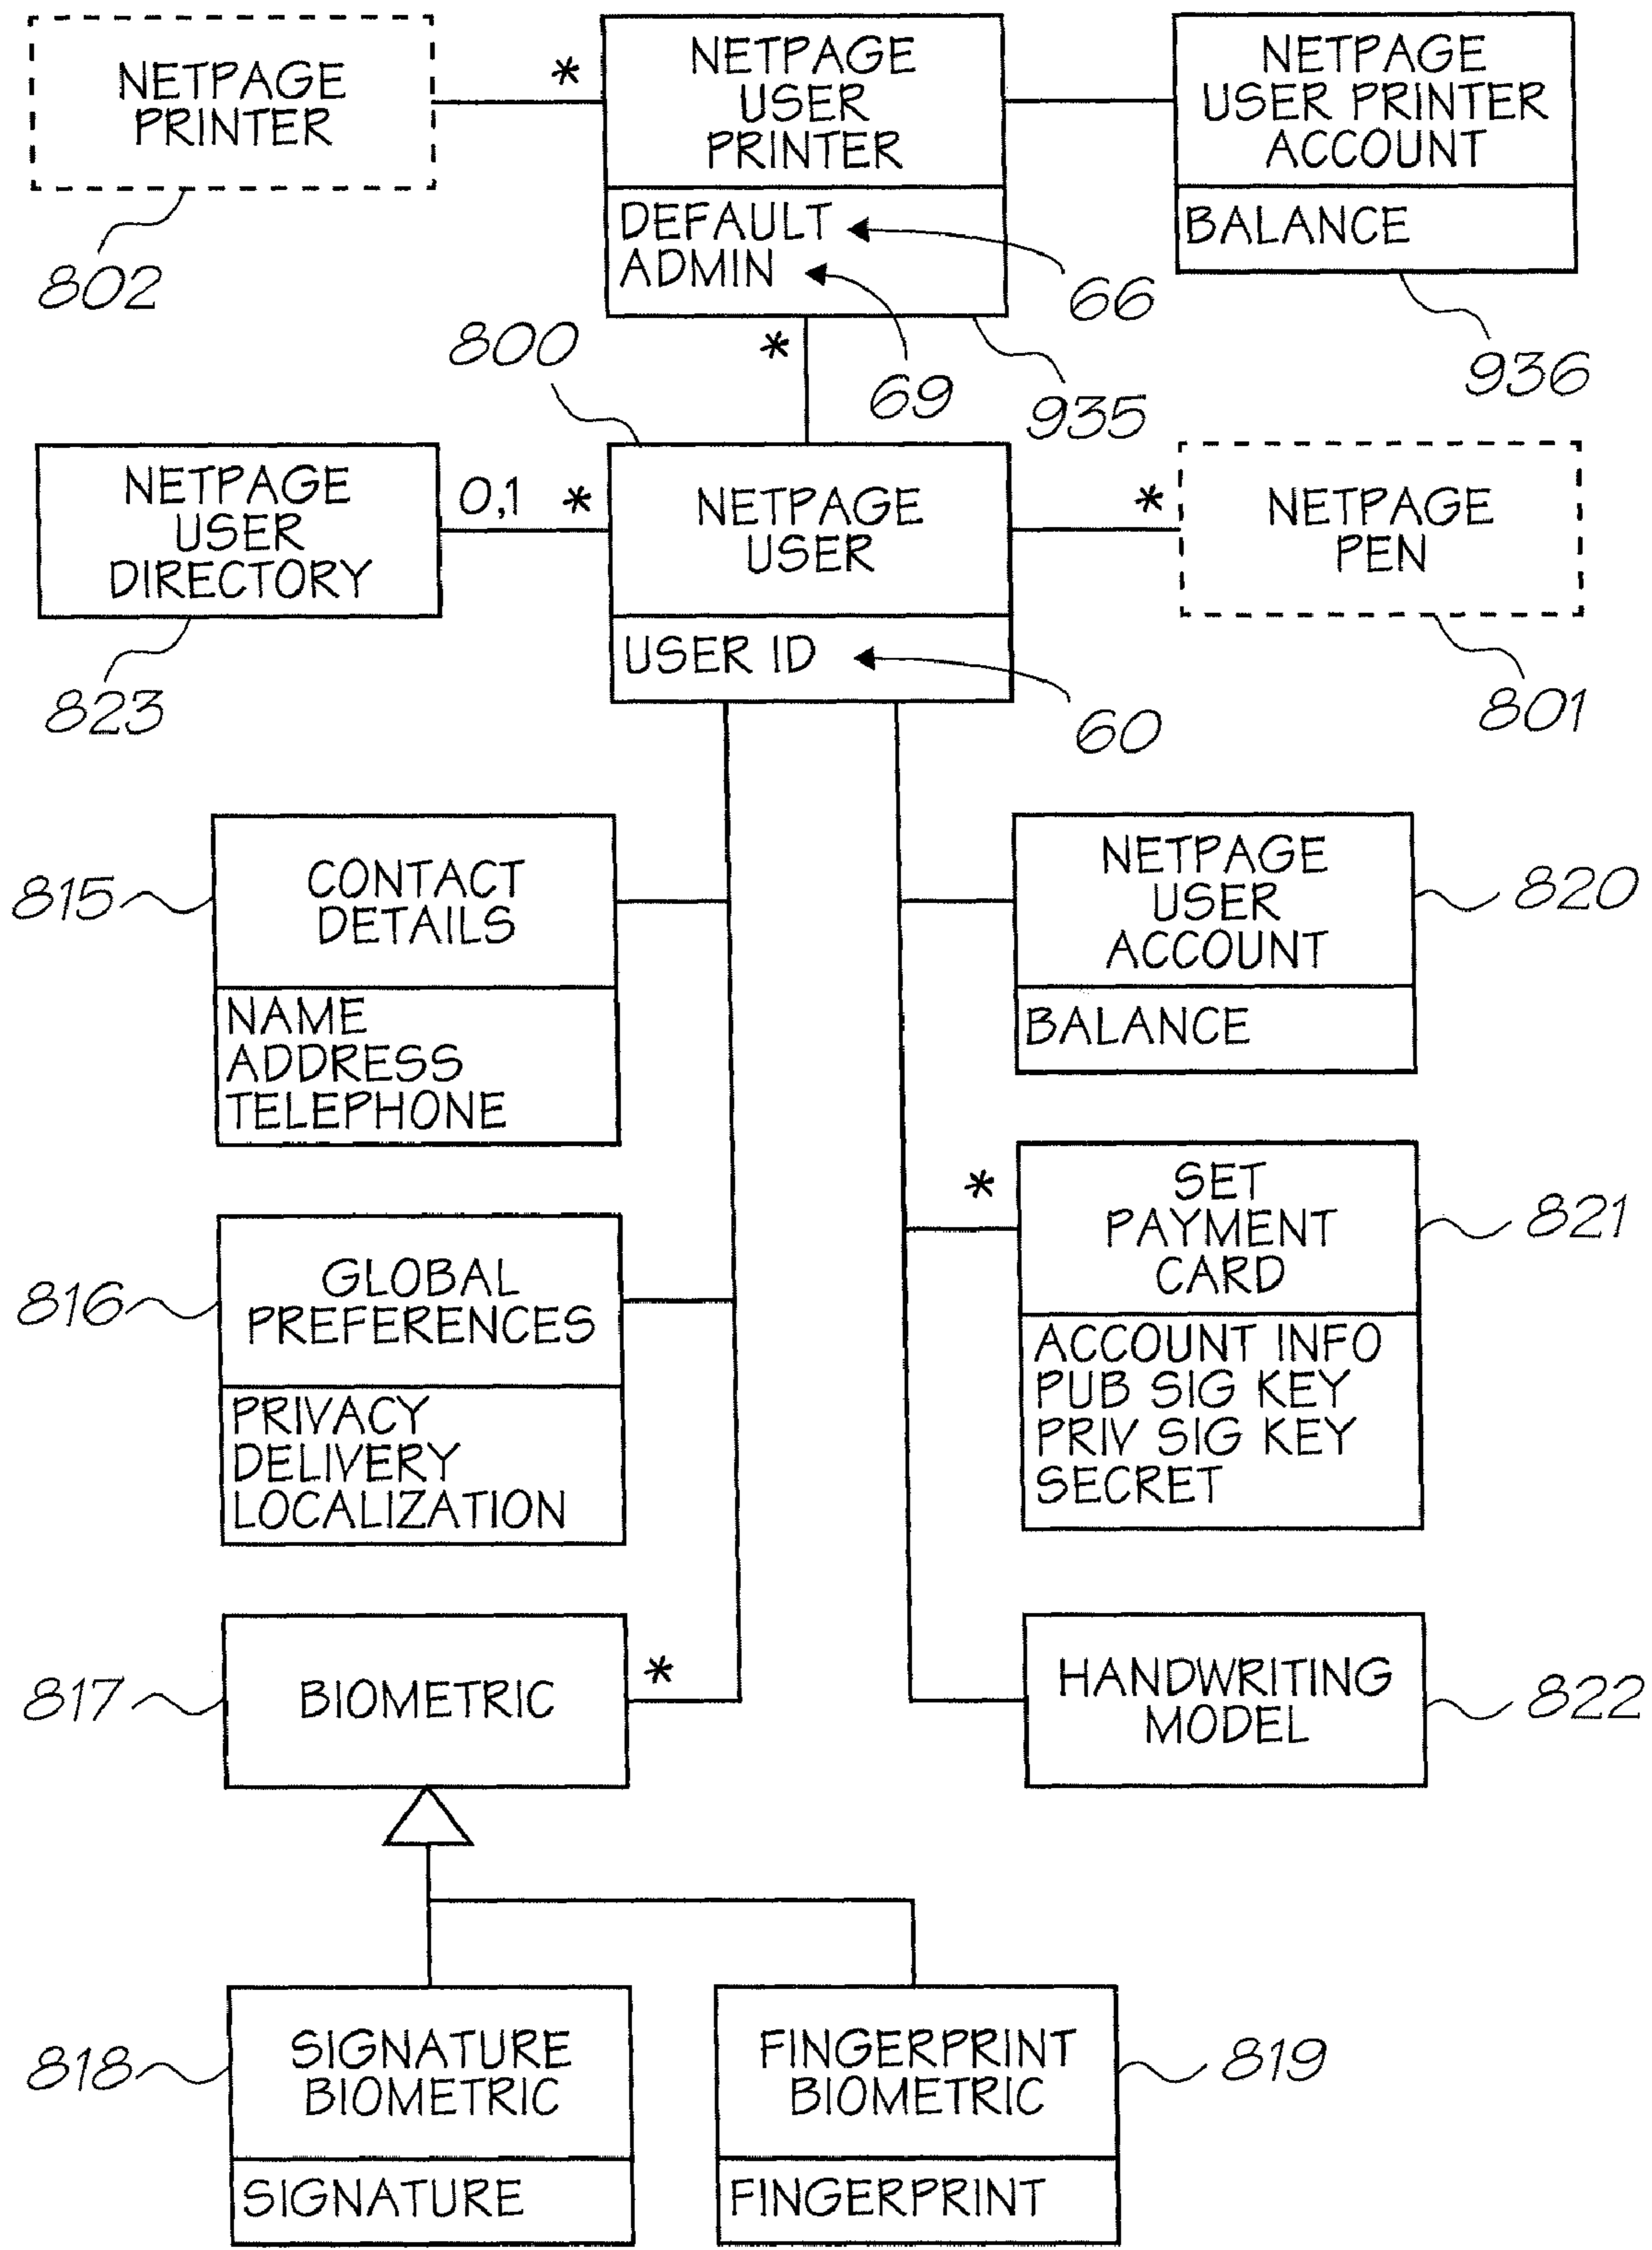 NETPAGE
PRINTER
802
*
NETPAGE
USER
PRINTER
DEFAULT
ADMIN
66
69
935
NETPAGE
USER PRINTER
ACCOUNT
BALANCE
936
*
800
NETPAGE
USER
DIRECTORY
823
0,1 *
NETPAGE
USER
USER ID
60
*
NETPAGE
PEN
801
815
CONTACT
DETAILS
NAME
ADDRESS
TELEPHONE
NETPAGE
USER
ACCOUNT
BALANCE
820
816
GLOBAL
PREFERENCES
PRIVACY
DELIVERY
LOCALIZATION
*
SET
PAYMENT
CARD
ACCOUNT INFO
PUB SIG KEY
PRIV SIG KEY
SECRET
821
817
BIOMETRIC
*
HANDWRITING
MODEL
822
818
SIGNATURE
BIOMETRIC
SIGNATURE
FINGERPRINT
BIOMETRIC
FINGERPRINT
819